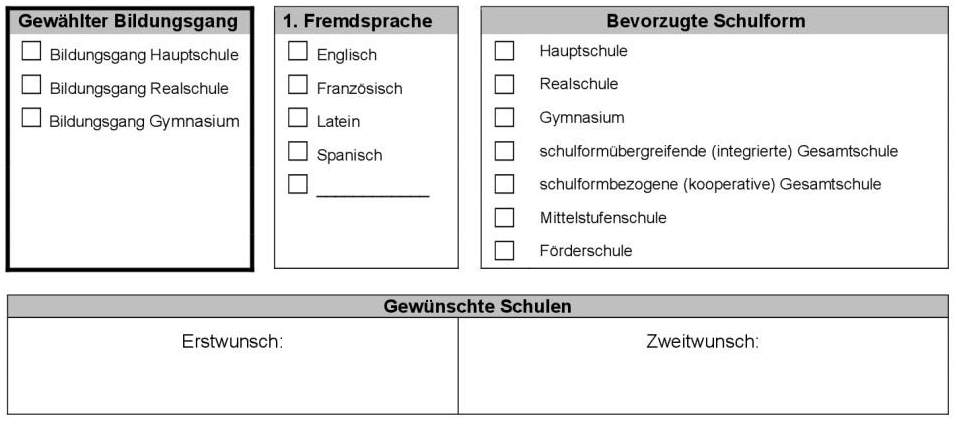 Gewählter Bildungsgang
Bildungsgang Hauptschule
Bildungsgang Realschule
Bildungsgang Gymnasium
1. Fremdsprache
Englisch
Französisch
Latein
Spanisch
_____________
Bevorzugte Schulform
Hauptschule
Realschule
Gymnasium
schulformübergreifende (integrierte) Gesamtschule
schulformbezogene (kooperative) Gesamtschule
Mittelstufenschule
Förderschule
Gewünschte Schulen
Erstwunsch:
Zweitwunsch: